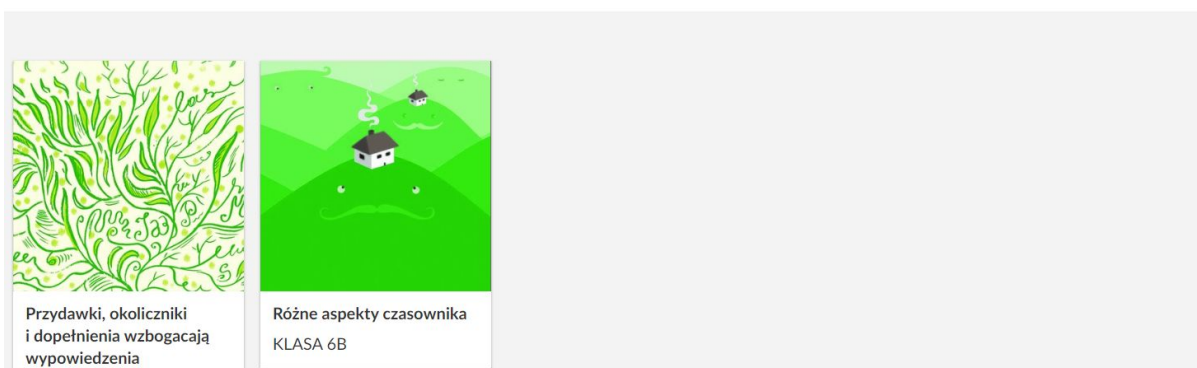 Przydawki, okoliczniki
i dopełnienia wzbogacają
wypowiedzenia
Różne aspekty czasownika
KLASA 6B